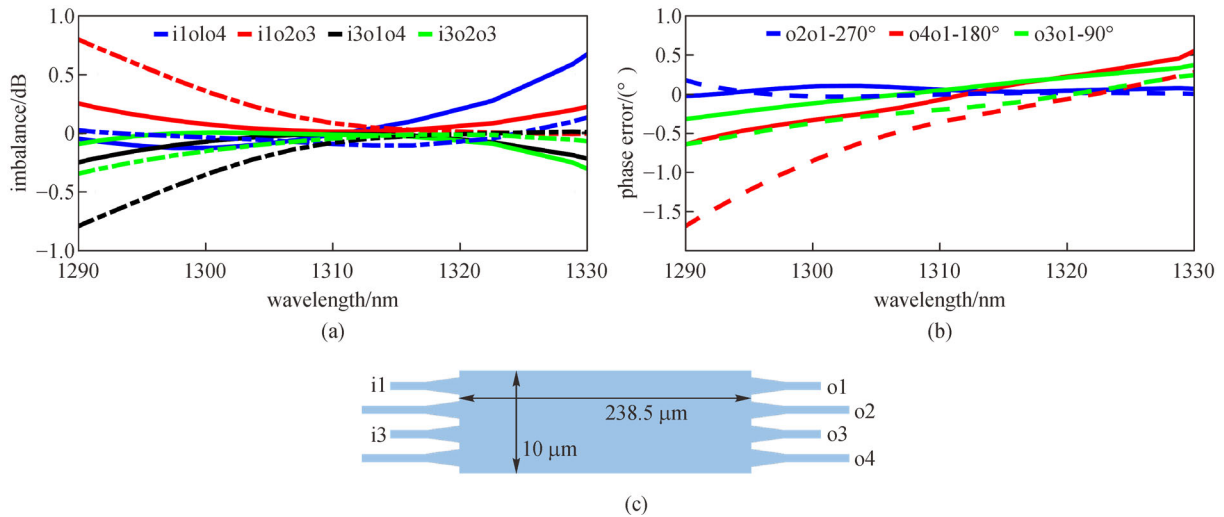 1.0
i1olo4 i1o2o3 i3o1o4 i3o2o3
0.5
0
−0.5
−1.0
imbalance/dB
1290 1300 1310 1320 1330
wavelength/nm
(a)
1.0
o2o1-270° o4o1-180° o3o1-90°
0.5
0
−0.5
−1.0
−1.5
phase error/(°)
1290 1300 1310 1320 1330
wavelength/nm
(b)
i1 o1
238.5 μm o2
i3 o3
10 μm
o4
(c)